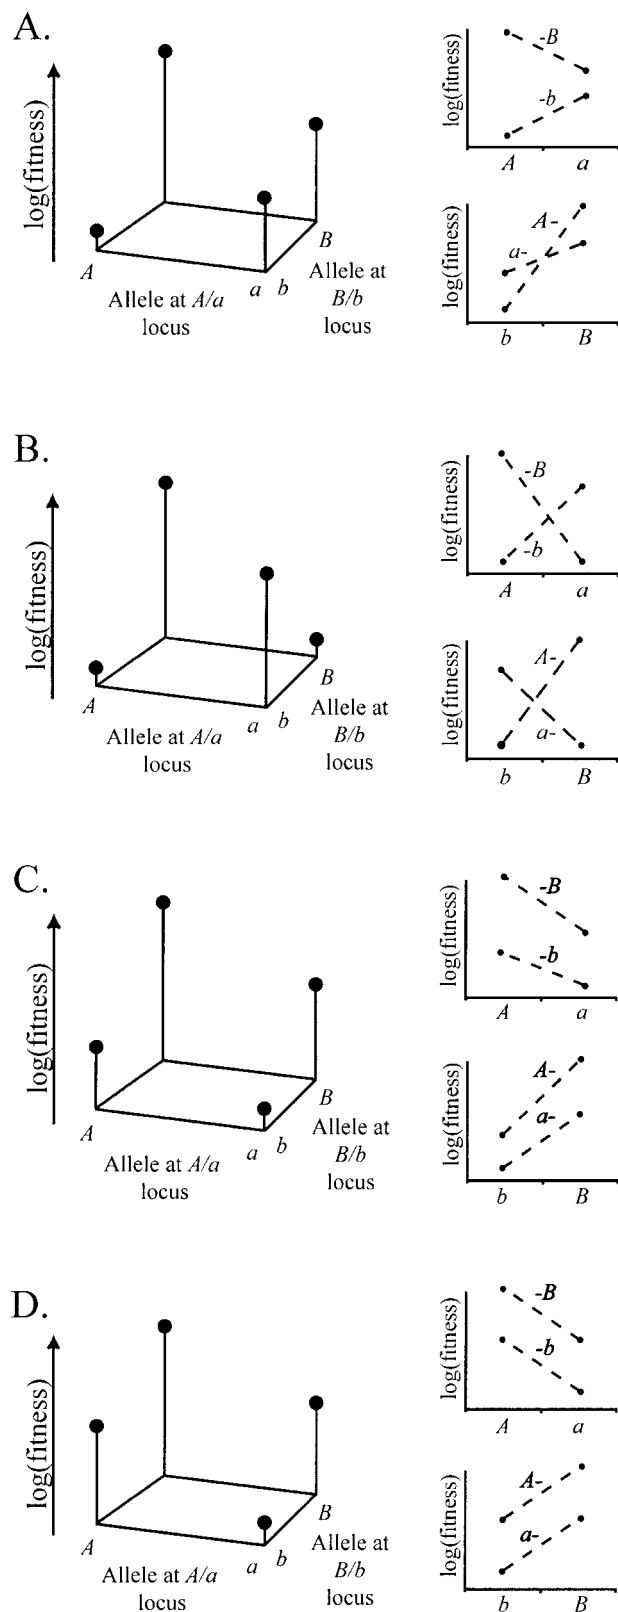 A.
log(fitness)
A
a
b
B
Allele at A/a
locus
Allele at
B/b
locus
log(fitness)
-B
-b
A
a
log(fitness)
A-
a-
b
B
B.
log(fitness)
A
a
b
B
Allele at A/a
locus
Allele at
B/b
locus
log(fitness)
-B
-b
A
a
log(fitness)
A-
a-
b
B
C.
log(fitness)
A
a
b
B
Allele at A/a
locus
Allele at
B/b
locus
log(fitness)
-B
-b
A
a
log(fitness)
A-
a-
b
B
D.
log(fitness)
A
a
b
B
Allele at A/a
locus
Allele at
B/b
locus
log(fitness)
-B
-b
A
a
log(fitness)
A-
a-
b
B